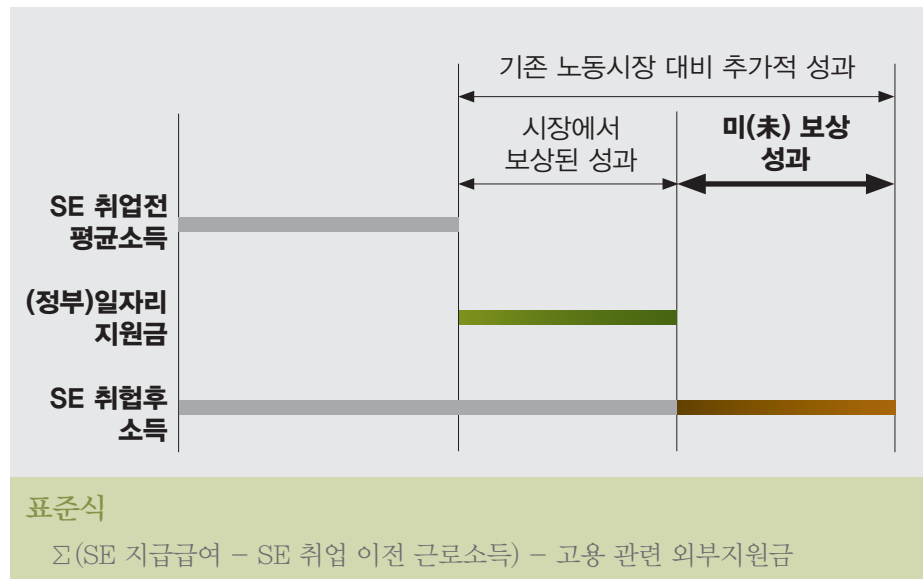 기존 노동시장 대비 추가적 성과
시장에서
보상된 성과
미(未) 보상
성과
SE 취업전
평균소득
(정부)일자리
지원금
SE 취헙후
소득
표준식
Σ(SE 지급급여 – SE 취업 이전 근로소득) – 고용 관련 외부지원금